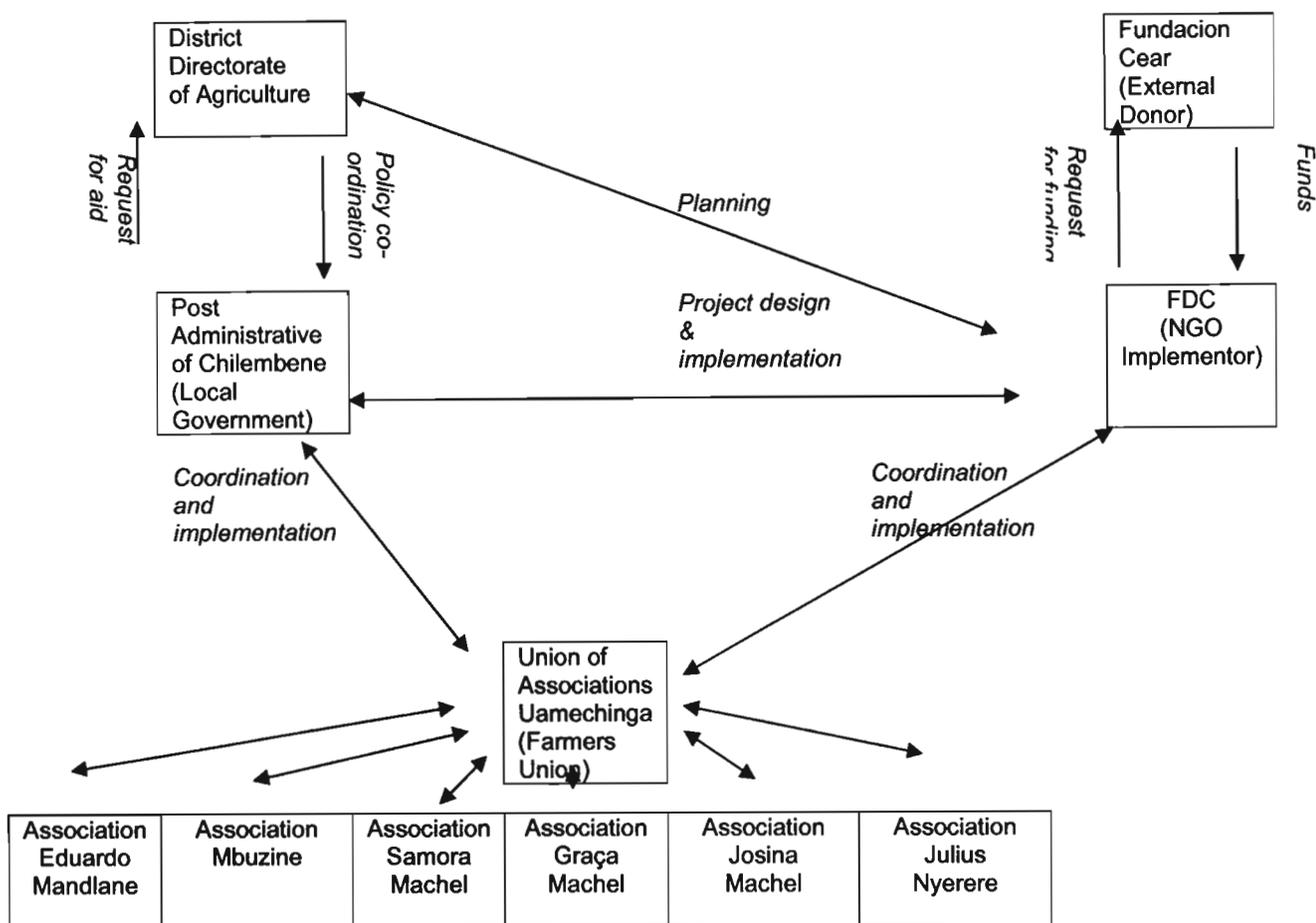 District
Directorate
of Agriculture
Fundacion
Cear
(External
Donor)
Request
for aid
Policy co-
ordination
Planning
Request
for funding
Funds
Post
Administrative
of Chilembene
(Local
Government)
Project design
&
implementation
FDC
(NGO
Implementor)
Coordination
and
implementation
Coordination
and
implementation
Union of
Associations
Uamechinga
(Farmers
Union)
Association
Eduardo
Mandlane
Association
Mbuzine
Association
Samora
Machel
Association
Graça
Machel
Association
Josina
Machel
Association
Julius
Nyerere